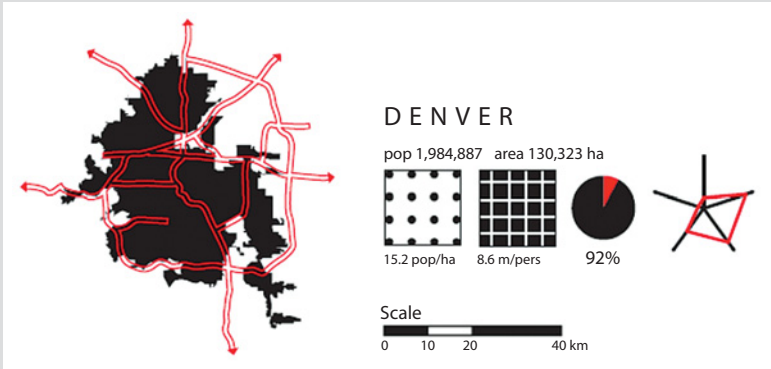 DENVER
pop 1,984,887 area 130,323 ha
15.2 pop/ha 8.6 m/pers 92%
Scale
0 10 20 40 km